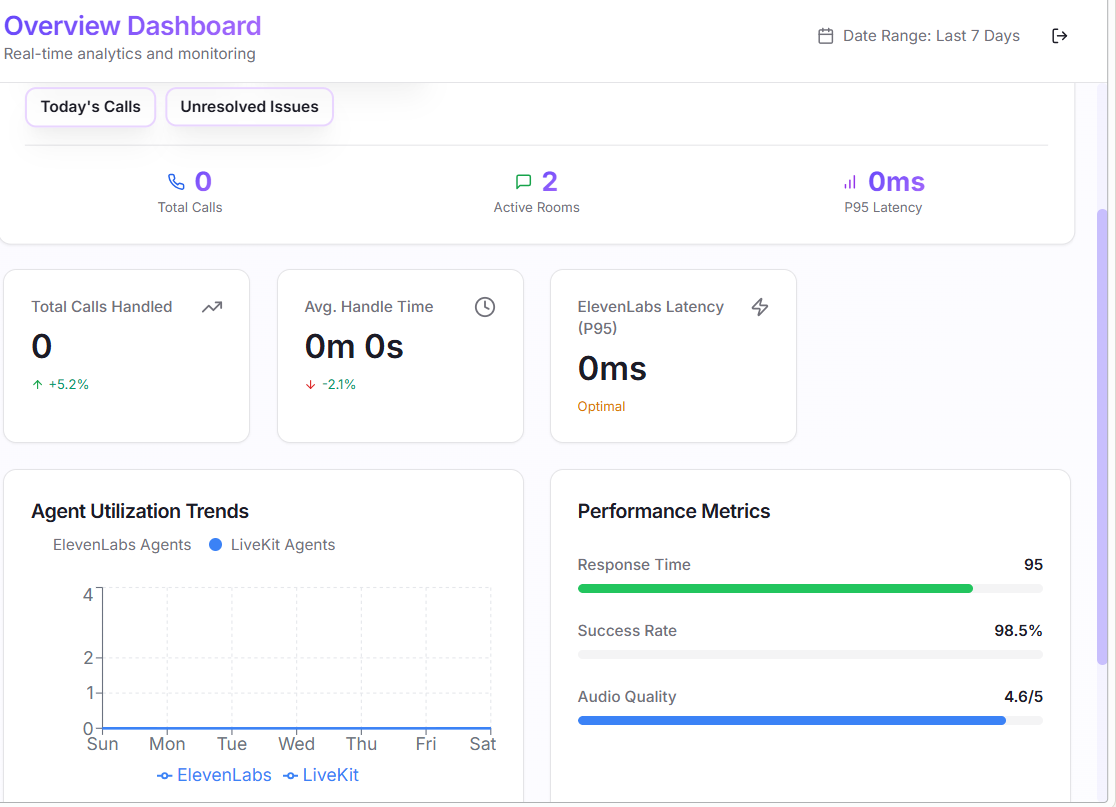 Overview Dashboard
Real-time analytics and monitoring
Date Range: Last 7 Days
Today's Calls
Unresolved Issues
0
Total Calls
2
Active Rooms
0ms
P95 Latency
Total Calls Handled
0
+5.2%
Avg. Handle Time
0m 0s
-2.1%
ElevenLabs Latency
(P95)
0ms
Optimal
Agent Utilization Trends
ElevenLabs Agents
LiveKit Agents
4
2
1
0
Sun Mon Tue Wed Thu Fri Sat
ElevenLabs LiveKit
Performance Metrics
Response Time 95
Success Rate 98.5%
Audio Quality 4.6/5